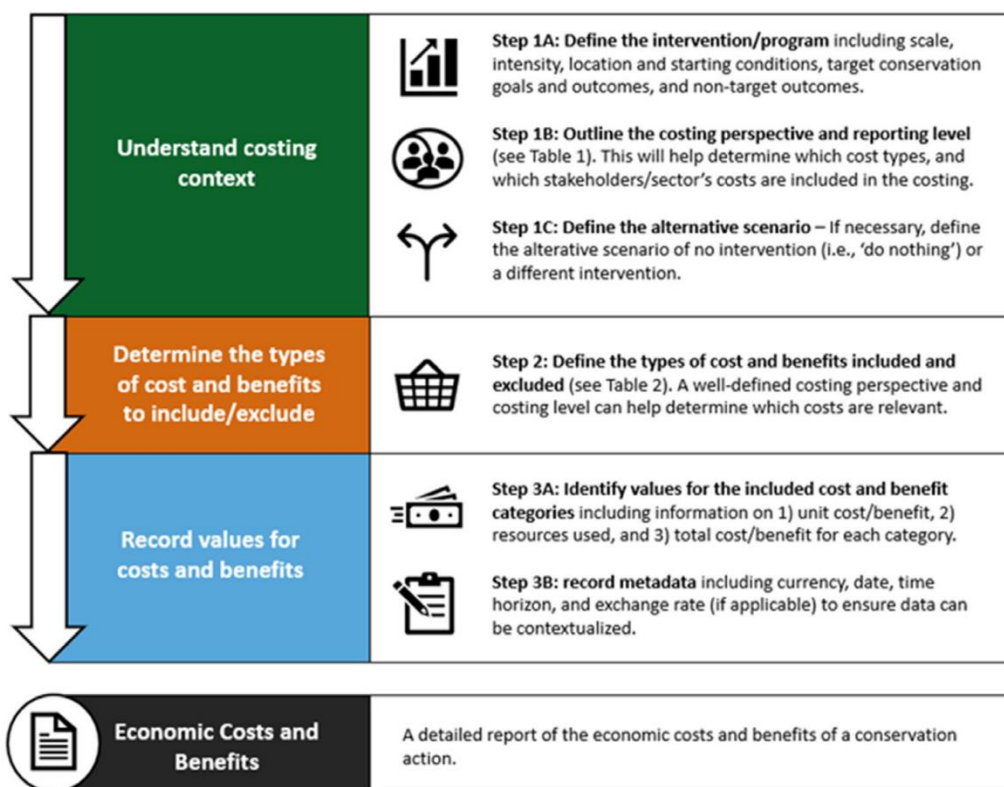 Understand costing
context
Step 1A: Define the intervention/program including scale,
intensity, location and starting conditions, target conservation
goals and outcomes, and non-target outcomes.
Step 1B: Outline the costing perspective and reporting level
(see Table 1). This will help determine which cost types, and
which stakeholders/sector's costs are included in the costing.
Step 1C: Define the alternative scenario – If necessary, define
the alterative scenario of no intervention (i.e., 'do nothing') or
a different intervention.
Determine the types
of cost and benefits
to include/exclude
Step 2: Define the types of cost and benefits included and
excluded (see Table 2). A well-defined costing perspective and
costing level can help determine which costs are relevant.
Record values for
costs and benefits
Step 3A: Identify values for the included cost and benefit
categories including information on 1) unit cost/benefit, 2)
resources used, and 3) total cost/benefit for each category.
Step 3B: record metadata including currency, date, time
horizon, and exchange rate (if applicable) to ensure data can
be contextualized.
Economic Costs and
Benefits
A detailed report of the economic costs and benefits of a conservation
action.